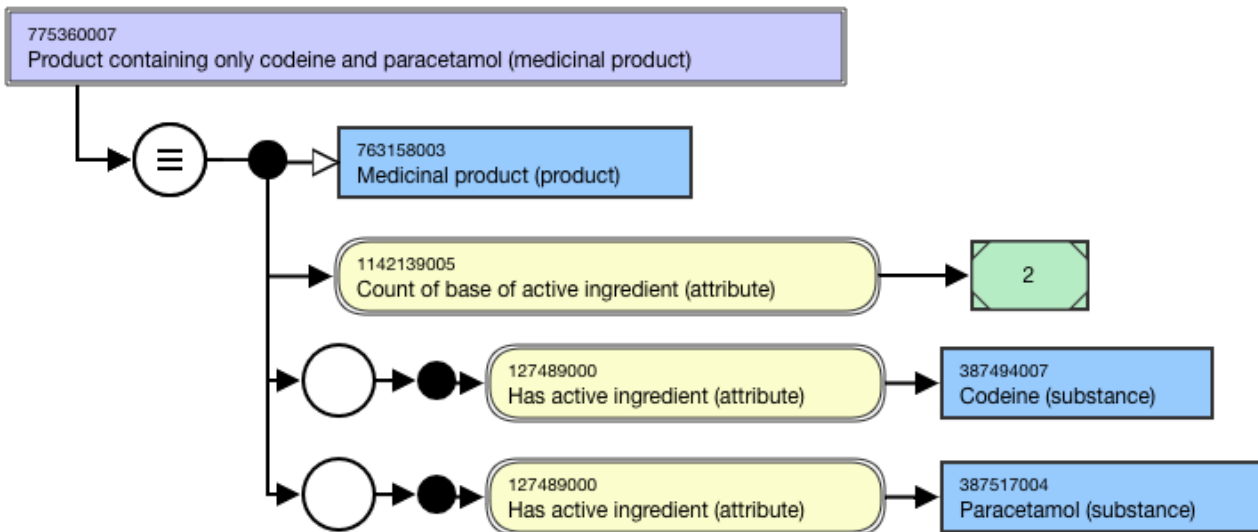 775360007
Product containing only codeine and paracetamol (medicinal product)
763158003
Medicinal product (product)
1142139005
Count of base of active ingredient (attribute)
2
127489000
Has active ingredient (attribute)
387494007
Codeine (substance)
127489000
Has active ingredient (attribute)
387517004
Paracetamol (substance)